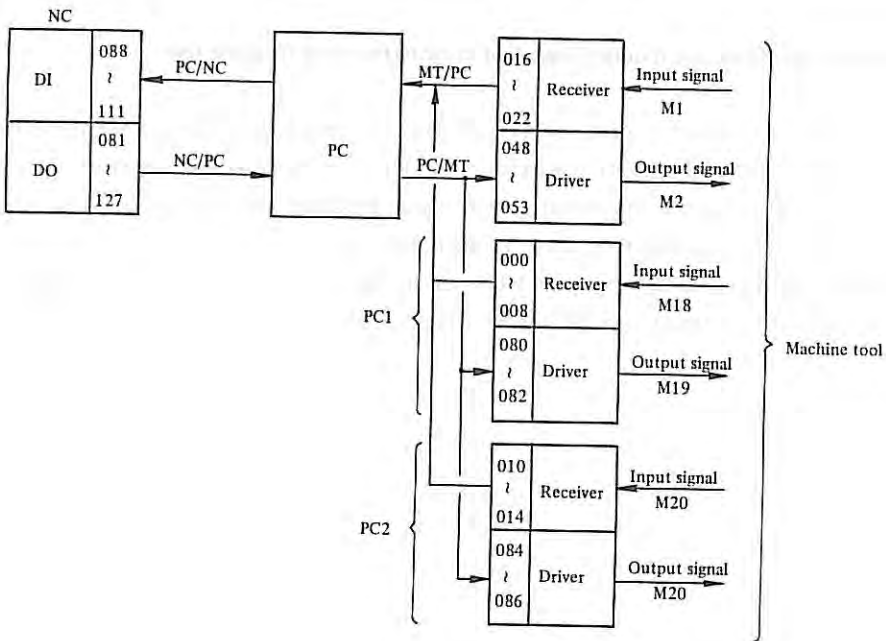 NC
DI
088
~
111
DO
081
~
127
PC/NC
NC/PC
PC
MT/PC
PC/MT
016
~
022
Receiver
Input signal
M1
048
~
053
Driver
Output signal
M2
PC1
000
~
008
Receiver
Input signal
M18
080
~
082
Driver
Output signal
M19
PC2
010
~
014
Receiver
Input signal
M20
084
~
086
Driver
Output signal
M20
Machine tool